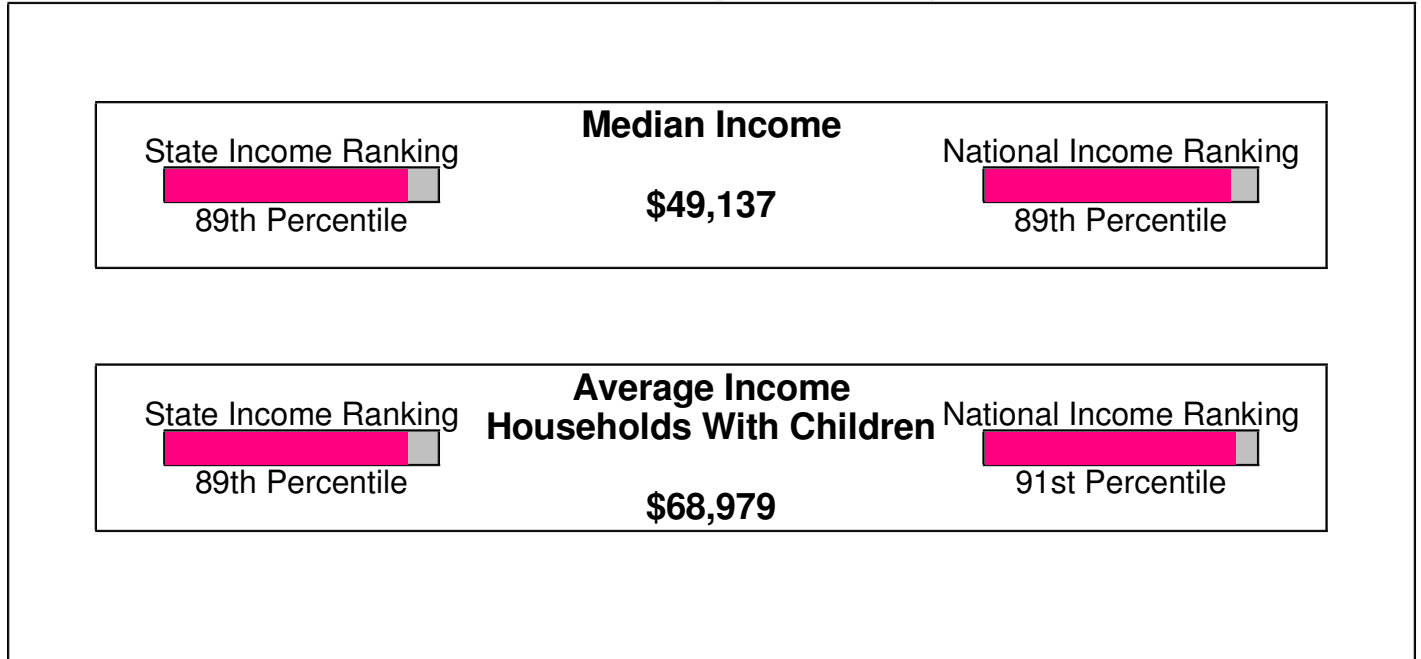 Median Income
State Income Ranking
National Income Ranking
$49,137
89th Percentile
89th Percentile
Average Income
Households With Children
State Income Ranking
National Income Ranking
89th Percentile
91st Percentile
$68,979